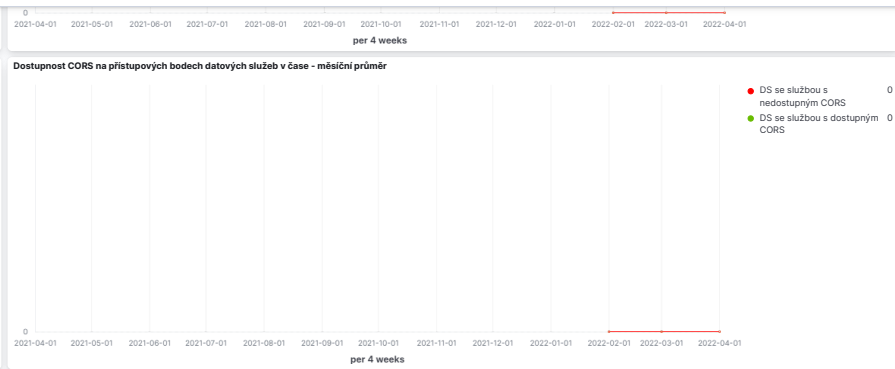 0
2021-04-01 2021-05-01 2021-06-01 2021-07-01 2021-08-01 2021-09-01 2021-10-01 2021-11-01 2021-12-01 2022-01-01 2022-02-01 2022-03-01 2022-04-01
per 4 weeks
Dostupnost CORS na přístupových bodech datových služeb v čase - měsíční průměr
DS se službou s 0
nedostupným CORS
DS se službou s dostupným 0
CORS
0
2021-04-01 2021-05-01 2021-06-01 2021-07-01 2021-08-01 2021-09-01 2021-10-01 2021-11-01 2021-12-01 2022-01-01 2022-02-01 2022-03-01 2022-04-01
per 4 weeks